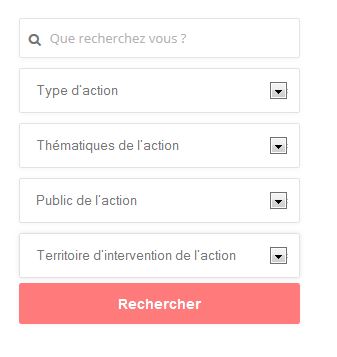 Que recherchez vous ?
Type d'action
Thématiques de l'action
Public de l'action
Territoire d'intervention de l'action
Rechercher